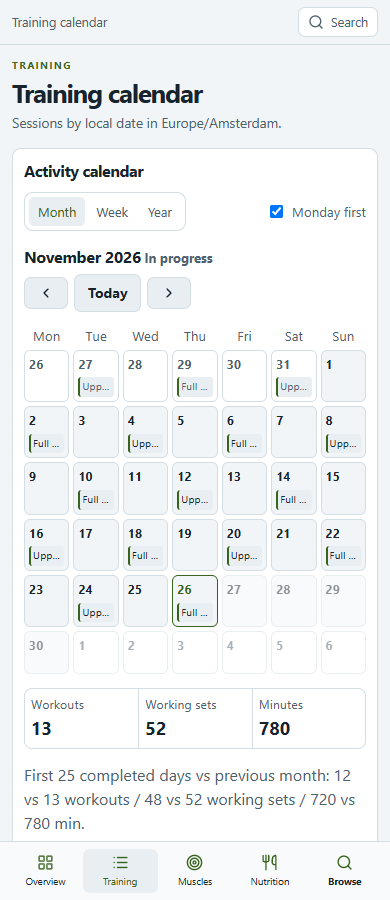 Training calendar
Search
TRAINING
Training calendar
Sessions by local date in Europe/Amsterdam.
Activity calendar
Month Week Year
Monday first
November 2026 In progress
Today
Mon Tue Wed Thu Fri Sat Sun
26 27 28 29 30 31 1
Upp... Full ... Upp...
2 3 4 5 6 7 8
Full ... Upp... Full ... Upp...
9 10 11 12 13 14 15
Full ... Upp... Full ...
16 17 18 19 20 21 22
Upp... Full ... Upp... Full ...
23 24 25 26 27 28 29
Upp... Full ...
30 1 2 3 4 5 6
Workouts Working sets Minutes
13 52 780
First 25 completed days vs previous month: 12
vs 13 workouts / 48 vs 52 working sets / 720 vs
780 min.
Overview Training Muscles Nutrition Browse